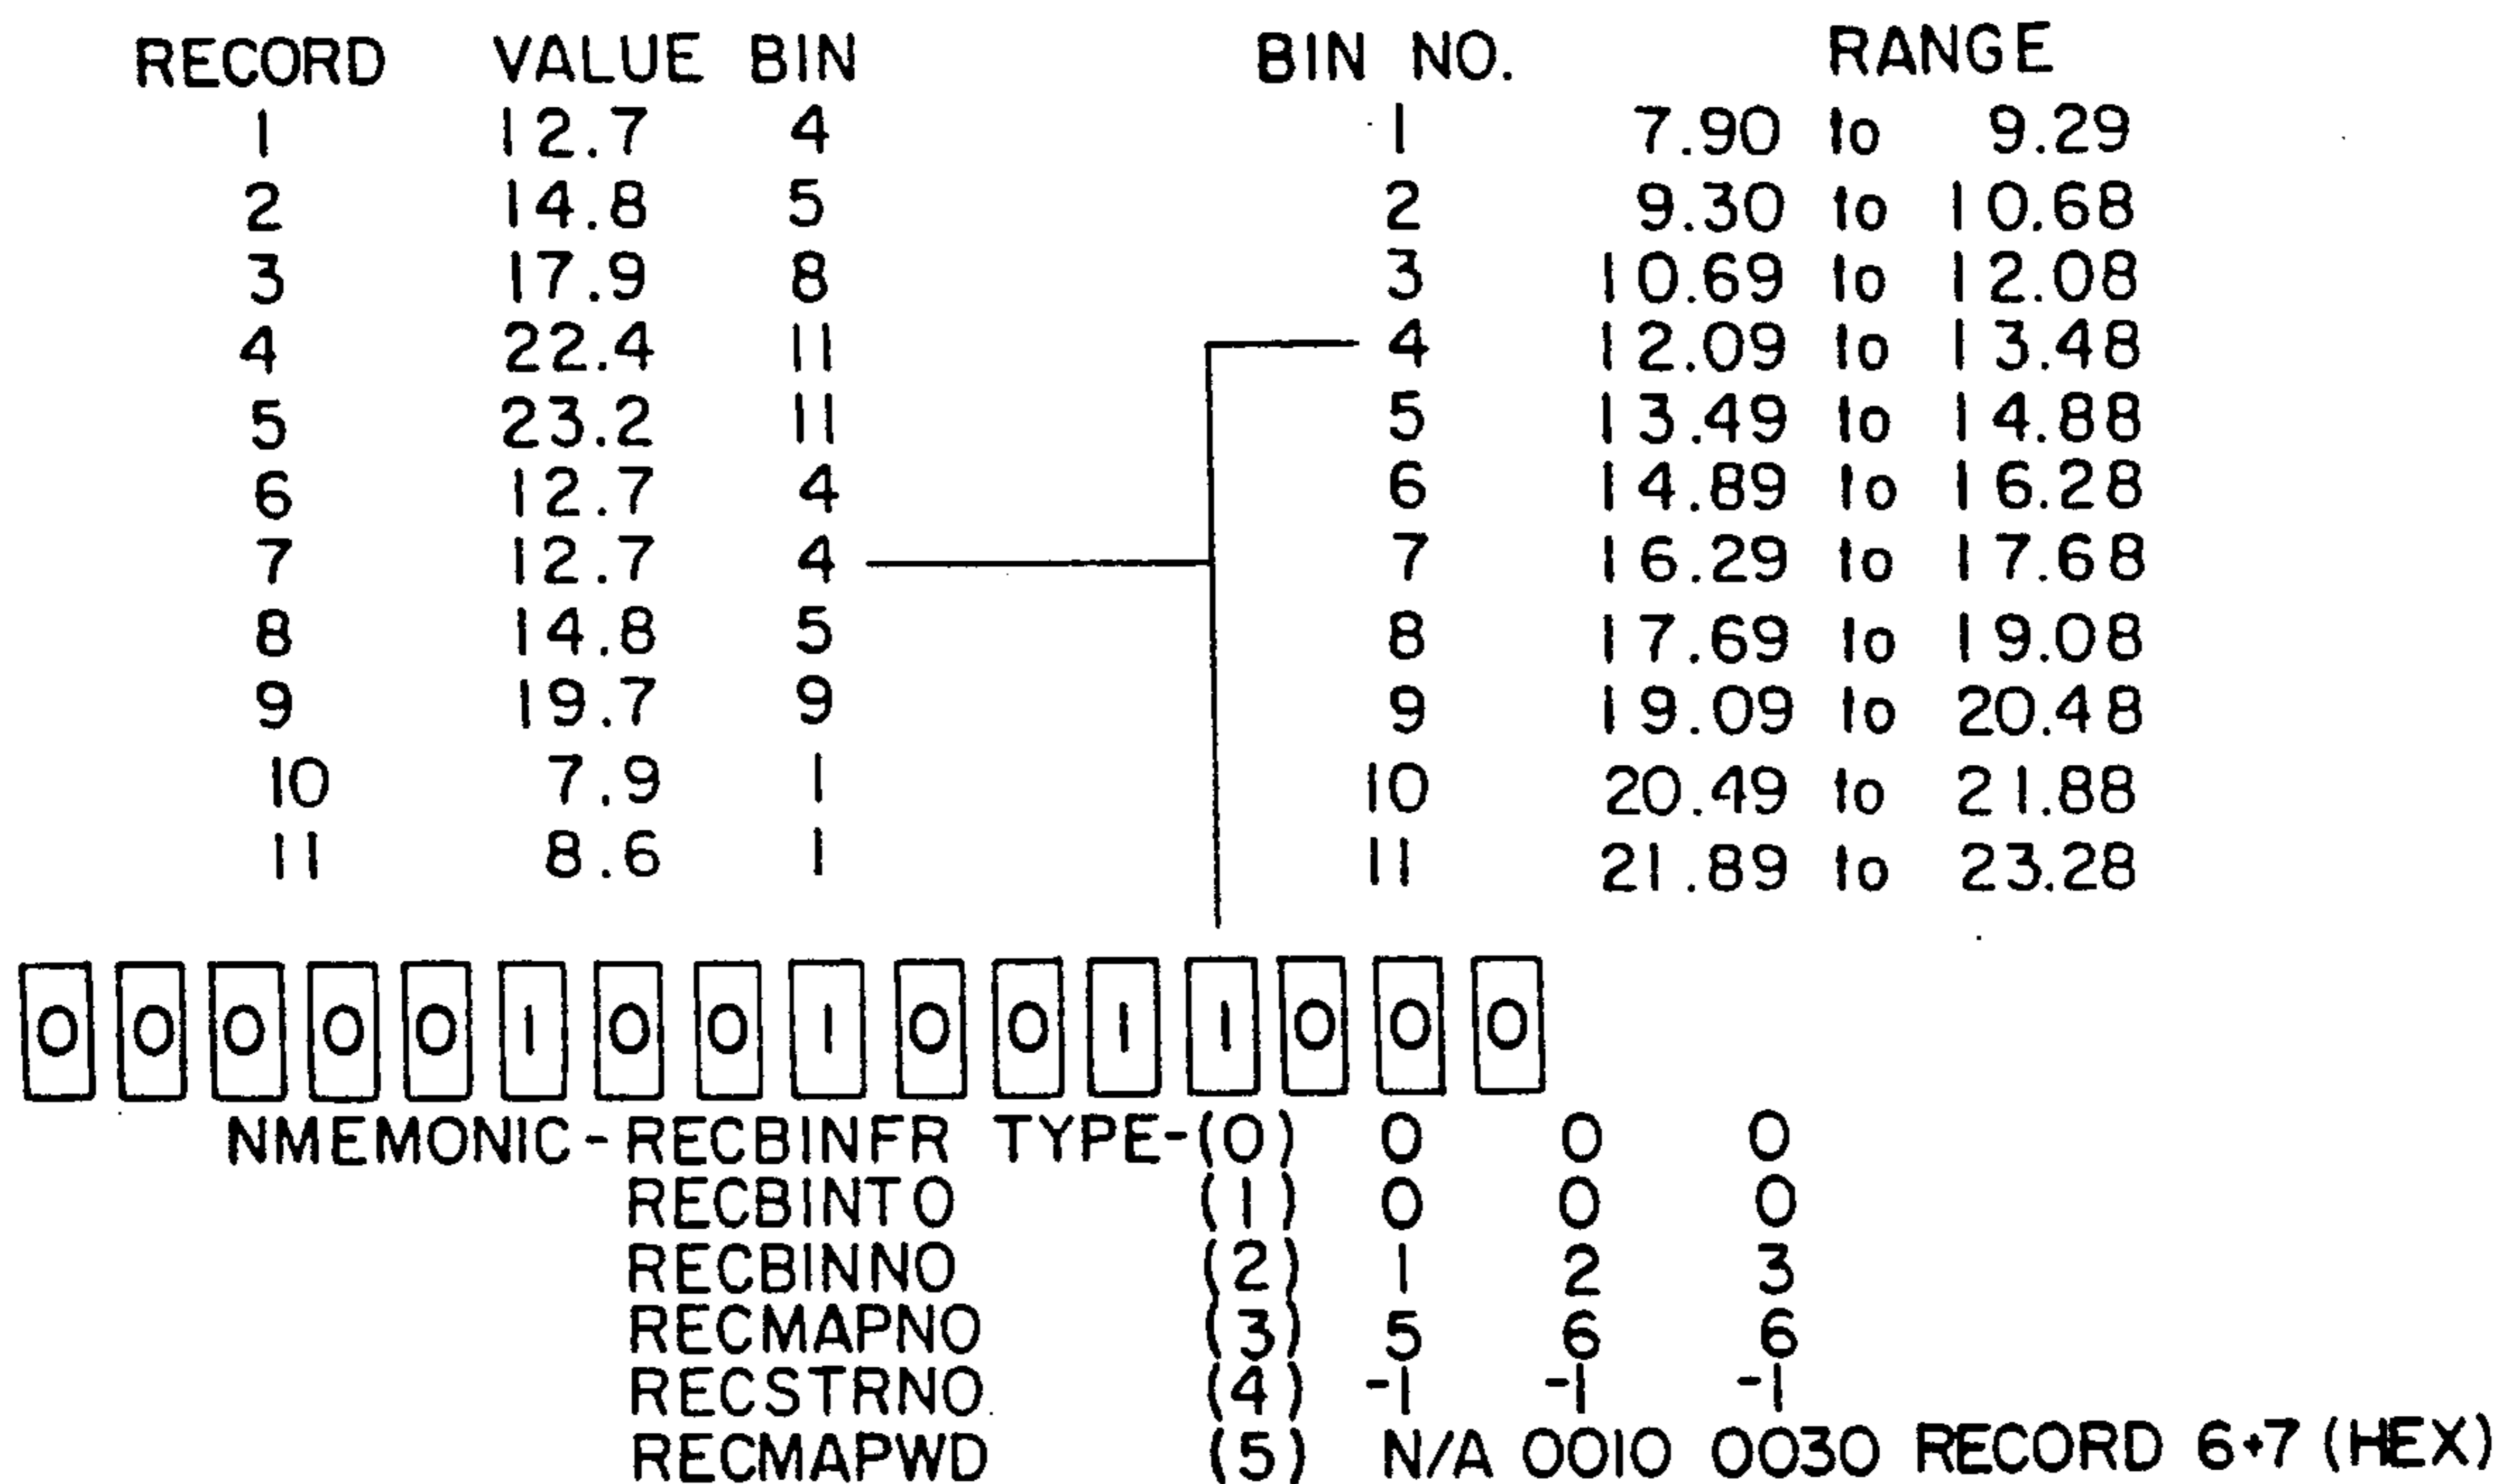 RECORD VALUE BIN BIN NO. RANGE
1 12.7 4 1 7.90 to 9.29
2 14.8 5 2 9.30 to 10.68
3 17.9 8 3 10.69 to 12.08
4 22.4 11 4 12.09 to 13.48
5 23.2 11 5 13.49 to 14.88
6 12.7 4 6 14.89 to 16.28
7 12.7 4 7 16.29 to 17.68
8 14.8 5 8 17.69 to 19.08
9 19.7 9 9 19.09 to 20.48
10 7.9 1 10 20.49 to 21.88
11 8.6 1 11 21.89 to 23.28
0 0 0 0 0 1 0 0 1 0 0 1 1 0 0 0
NMEMONIC - RECBINFR TYPE-(0) 0 0 0
RECBINTO (1) 0 0 0
RECBINNO (2) 1 2 3
RECMAPNO (3) 5 6 6
RECSTRNO (4) -1 -1 -1
RECMAPWD (5) N/A 0010 0030 RECORD 6+7 (HEX)